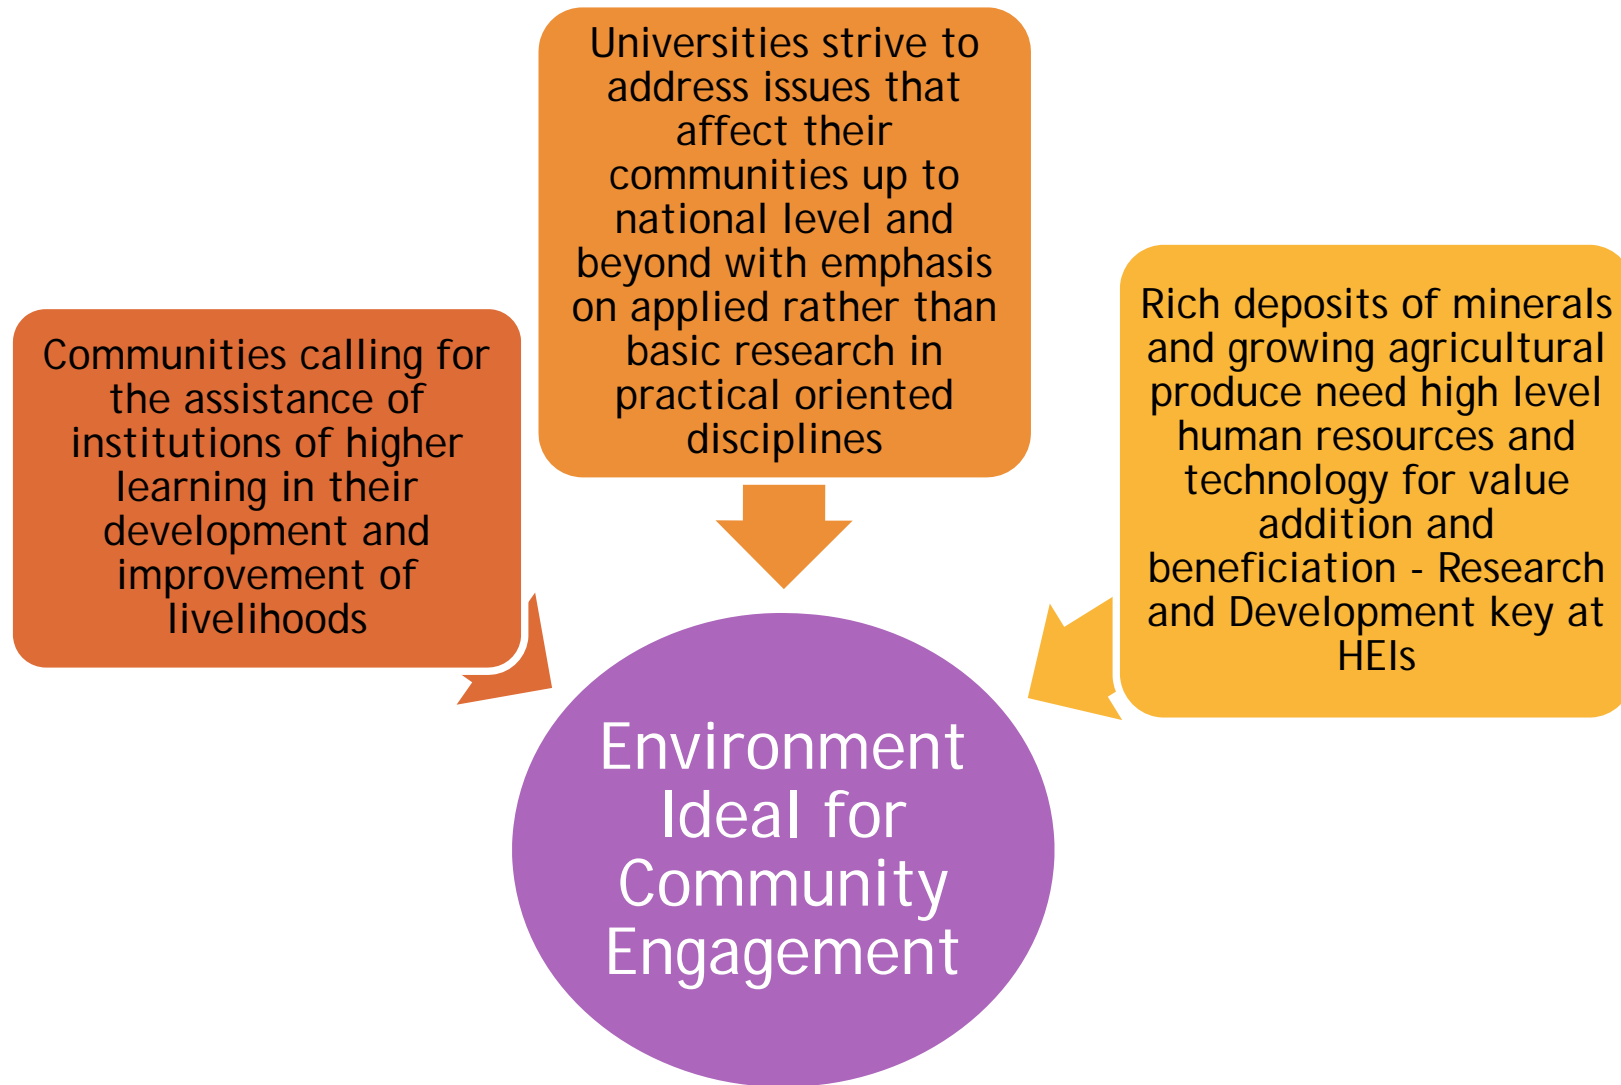 Universities strive to
address issues that
affect their
communities up to
national level and
beyond with emphasis
on applied rather than
basic research in
practical oriented
disciplines
Communities calling for
the assistance of
institutions of higher
learning in their
development and
improvement of
livelihoods
Rich deposits of minerals
and growing agricultural
produce need high level
human resources and
technology for value
addition and
beneficiation - Research
and Development key at
HEIs
Environment
Ideal for
Community
Engagement